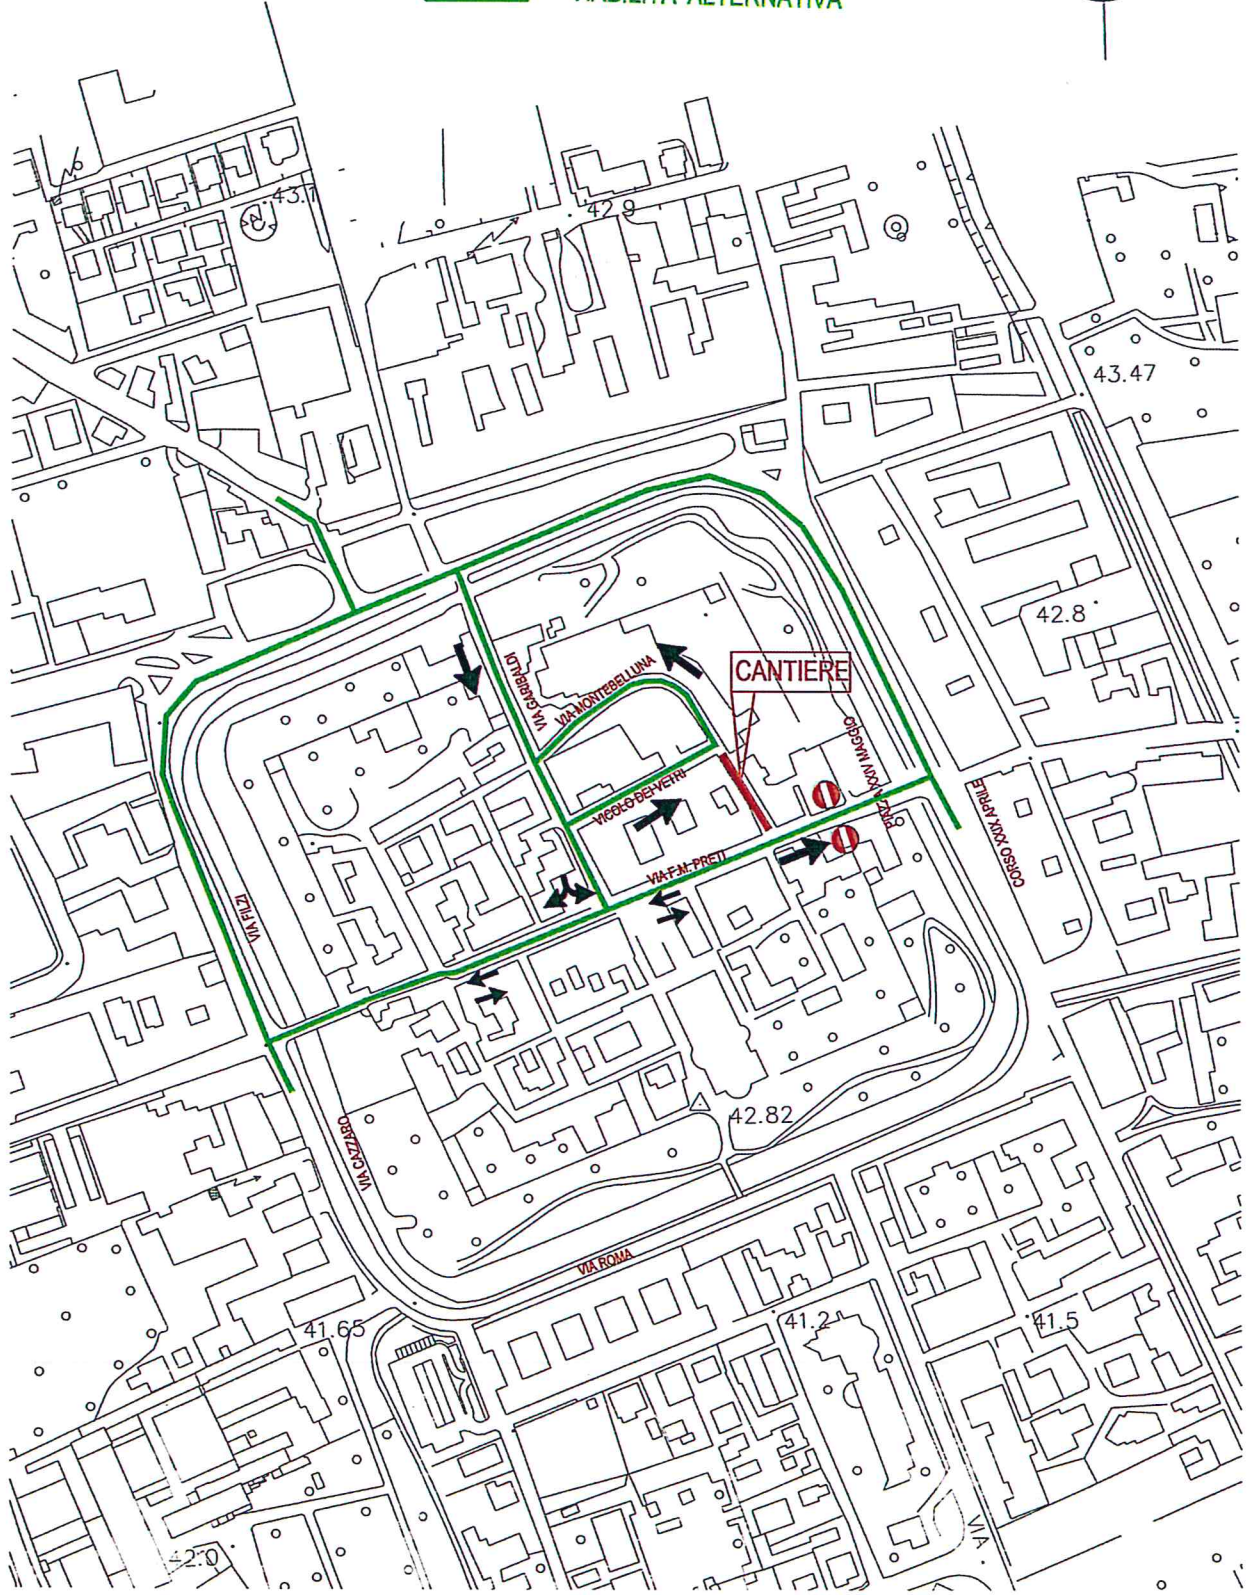 VIABILITÀ ALTERNATIVA
43.1
42.9
43.47
42.8
VIA GARIBALDI
VIA MONTEBELLUNA
CANTIERE
VICOLO DEI VETRI
PIAZZA XXIV MAGGIO
CORSO XXIX APRILE
VIA F.M. PRETI
VIA FILZI
42.82
VIA CAZZARO
VIA ROMA
41.65
41.2
41.5
VIA
42.0